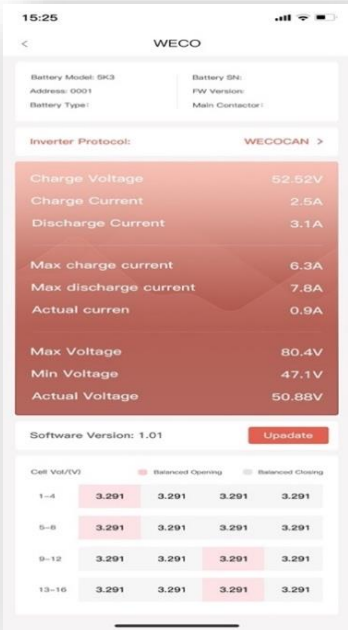 15:25
WECO
Battery Model: 5K3 Battery SN:
Address: 0001 FW Version:
Battery Type: Main Contactor:
Inverter Protocol: WECOCAN >
Charge Voltage 52.52V
Charge Current 2.5A
Discharge Current 3.1A
Max charge current 6.3A
Max discharge current 7.8A
Actual curren 0.9A
Max Voltage 80.4V
Min Voltage 47.1V
Actual Voltage 50.88V
Software Version: 1.01 Upadate
Cell Vol/(V) Balanced Opening Balanced Closing
1-4 3.291 3.291 3.291 3.291
5-8 3.291 3.291 3.291 3.291
9-12 3.291 3.291 3.291 3.291
13-16 3.291 3.291 3.291 3.291